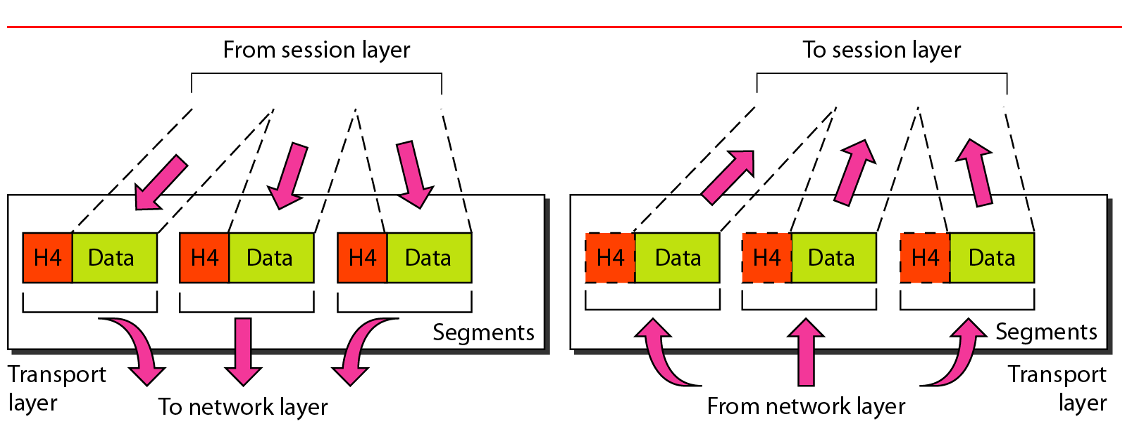 From session layer
H4 Data H4 Data H4 Data
Segments
Transport
layer
To network layer
To session layer
H4 Data H4 Data H4 Data
Segments
Transport
layer
From network layer